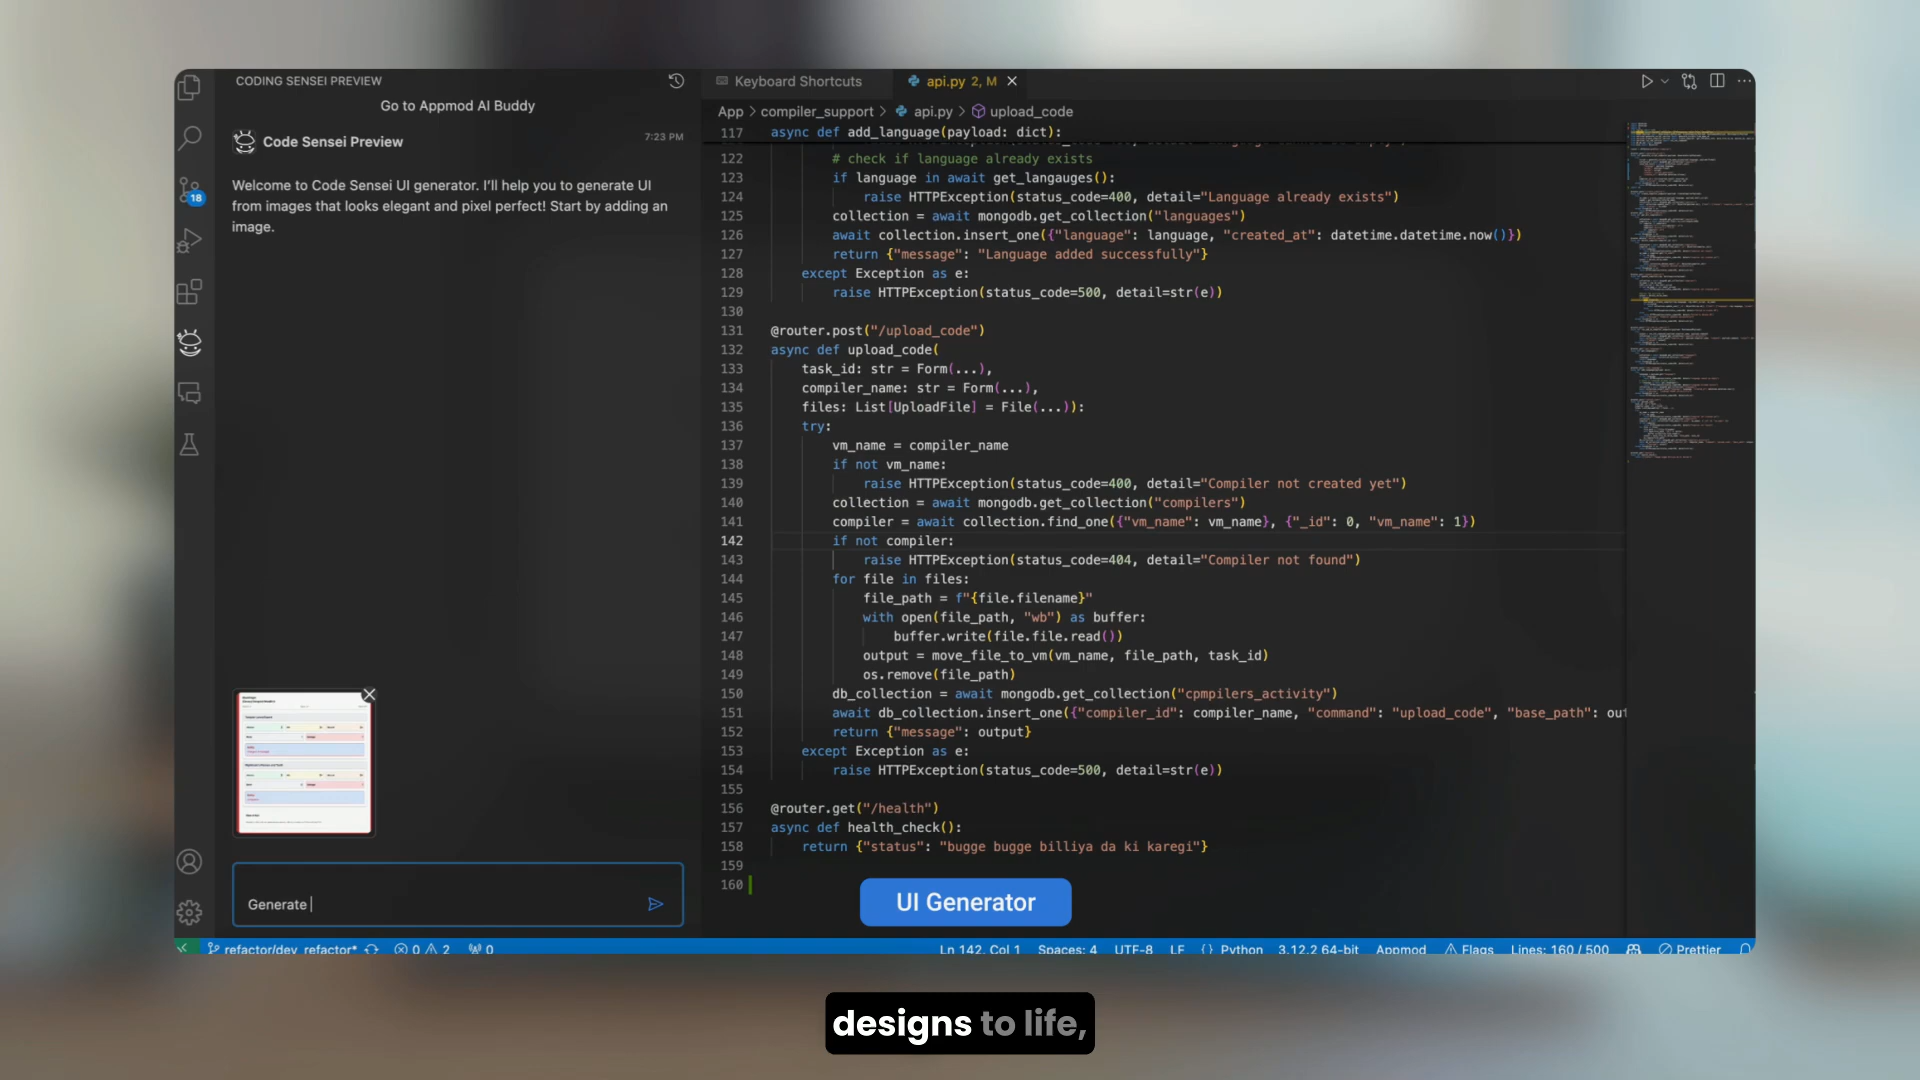 CODING SENSEI PREVIEW
Go to Appmod AI Buddy
Code Sensei Preview
7:23 PM
Welcome to Code Sensei UI generator. I'll help you to generate UI
from images that looks elegant and pixel perfect! Start by adding an
image.
18
Generate
Keyboard Shortcuts
api.py 2, M
App > compiler_support > api.py > upload_code
117 async def add_language(payload: dict):
122 # check if language already exists
123 if language in await get_langauges():
124 raise HTTPException(status_code=400, detail="Language already exists")
125 collection = await mongodb.get_collection("languages")
126 await collection.insert_one({"language": language, "created_at": datetime.datetime.now()})
127 return {"message": "Language added successfully"}
128 except Exception as e:
129 raise HTTPException(status_code=500, detail=str(e))
130
131 @router.post("/upload_code")
132 async def upload_code(
133 task_id: str = Form(...),
134 compiler_name: str = Form(...),
135 files: List[UploadFile] = File(...)):
136 try:
137 vm_name = compiler_name
138 if not vm_name:
139 raise HTTPException(status_code=400, detail="Compiler not created yet")
140 collection = await mongodb.get_collection("compilers")
141 compiler = await collection.find_one({"vm_name": vm_name}, {"_id": 0, "vm_name": 1})
142 if not compiler:
143 raise HTTPException(status_code=404, detail="Compiler not found")
144 for file in files:
145 file_path = f"{file.filename}"
146 with open(file_path, "wb") as buffer:
147 buffer.write(file.file.read())
148 output = move_file_to_vm(vm_name, file_path, task_id)
149 os.remove(file_path)
150 db_collection = await mongodb.get_collection("cpmpilers_activity")
151 await db_collection.insert_one({"compiler_id": compiler_name, "command": "upload_code", "base_path": out
152 return {"message": output}
153 except Exception as e:
154 raise HTTPException(status_code=500, detail=str(e))
155
156 @router.get("/health")
157 async def health_check():
158 return {"status": "bugge bugge billiya da ki karegi"}
159
160
UI Generator
refactor/dev_refactor* 0 2 0
Ln 142, Col 1 Spaces: 4 UTF-8 LF {} Python 3.12.2 64-bit Appmod Flags Lines: 160 / 500 Prettier
designs to life,